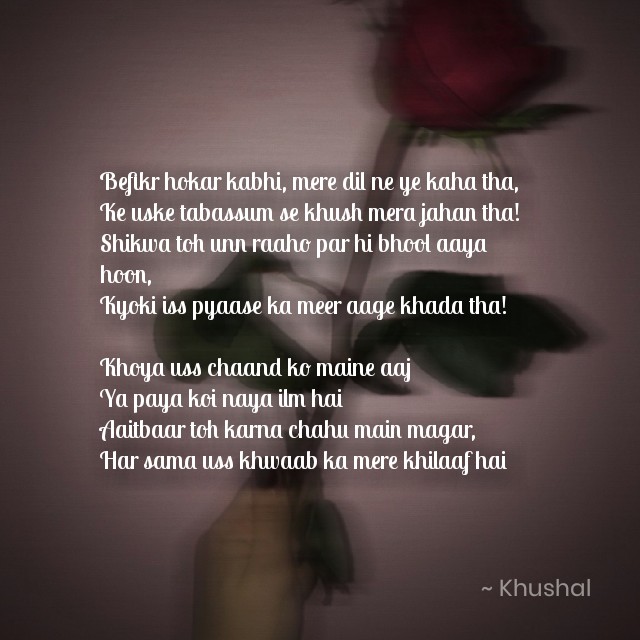 Befikr hokar kabhi, mere dil ne ye kaha tha,
Ke uske tabassum se khush mera jahan tha!
Shikwa toh unn raaho par hi bhool aaya
hoon,
Kyoki iss pyaase ka meer aage khada tha!
Khoya uss chaand ko maine aaj
Ya paya koi naya ilm hai
Aaitbaar toh karna chahu main magar,
Har sama uss khwaab ka mere khilaaf hai
~ Khushal